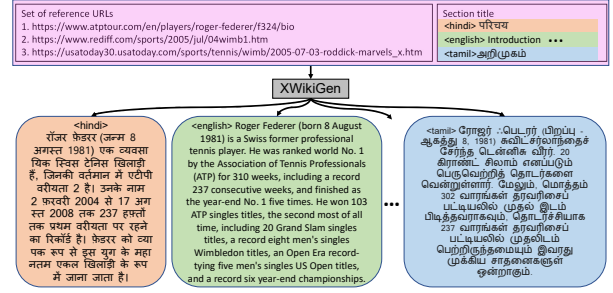 Set of reference URLs
1. https://www.atptour.com/en/players/roger-federer/f324/bio
2. https://www.rediff.com/sports/2005/jul/04wimb1.htm
3. https://usatoday30.usatoday.com/sports/tennis/wimb/2005-07-03-roddick-marvels_x.htm
Section title
<hindi> परिचय
<english> Introduction •••
<tamil>அறிமுகம்
XWikiGen
<hindi>
रॉजर फ़ेडरर (जन्म 8
अगस्त 1981) एक व्यवसा
यिक स्विस टेनिस खिलाड़ी
हैं, जिनकी वर्तमान में एटीपी
वरीयता 2 है। उनके नाम
2 फ़रवरी 2004 से 17 अग
स्त 2008 तक 237 हफ़्तों
तक प्रथम वरीयता पर रहने
का रिकॉर्ड है। फ़ेडरर को व्या
पक रूप से इस युग के महा
नतम एकल खिलाड़ी के रूप
में जाना जाता है।
<english> Roger Federer (born 8 August
1981) is a Swiss former professional
tennis player. He was ranked world No. 1
by the Association of Tennis Professionals
(ATP) for 310 weeks, including a record
237 consecutive weeks, and finished as
the year-end No. 1 five times. He won 103
ATP singles titles, the second most of all
time, including 20 Grand Slam singles
titles, a record eight men's singles
Wimbledon titles, an Open Era record-
tying five men's singles US Open titles,
and a record six year-end championships.
•••
<tamil> ரோஜர் ஃபெடரர் (பிறப்பு -
ஆகத்து 8, 1981) சுவிட்சர்லாந்தைச்
சேர்ந்த டென்னிசு வீரர். 20
கிராண்ட் சிலாம் எனப்படும்
பெருவெற்றித் தொடர்களை
வென்றுள்ளார். மேலும், மொத்தம்
302 வாரங்கள் தரவரிசைப்
பட்டியலில் முதல் இடம்
பிடித்தவராகவும், தொடர்ச்சியாக
237 வாரங்கள் தரவரிசைப்
பட்டியலில் முதலிடம்
பெற்றிருந்தமையும் இவரது
முக்கிய சாதனைகளுள்
ஒன்றாகும்.